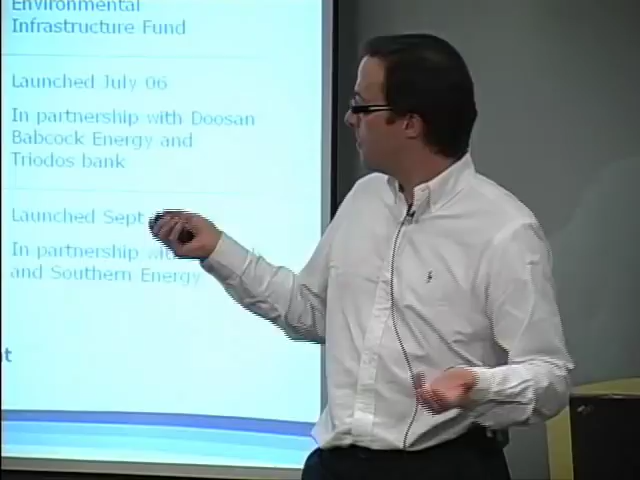 Environmental
Infrastructure Fund
Launched July 06
In partnership with Doosan
Babcock Energy and
Triodos bank
Launched Sept
In partnership
and Southern Energy